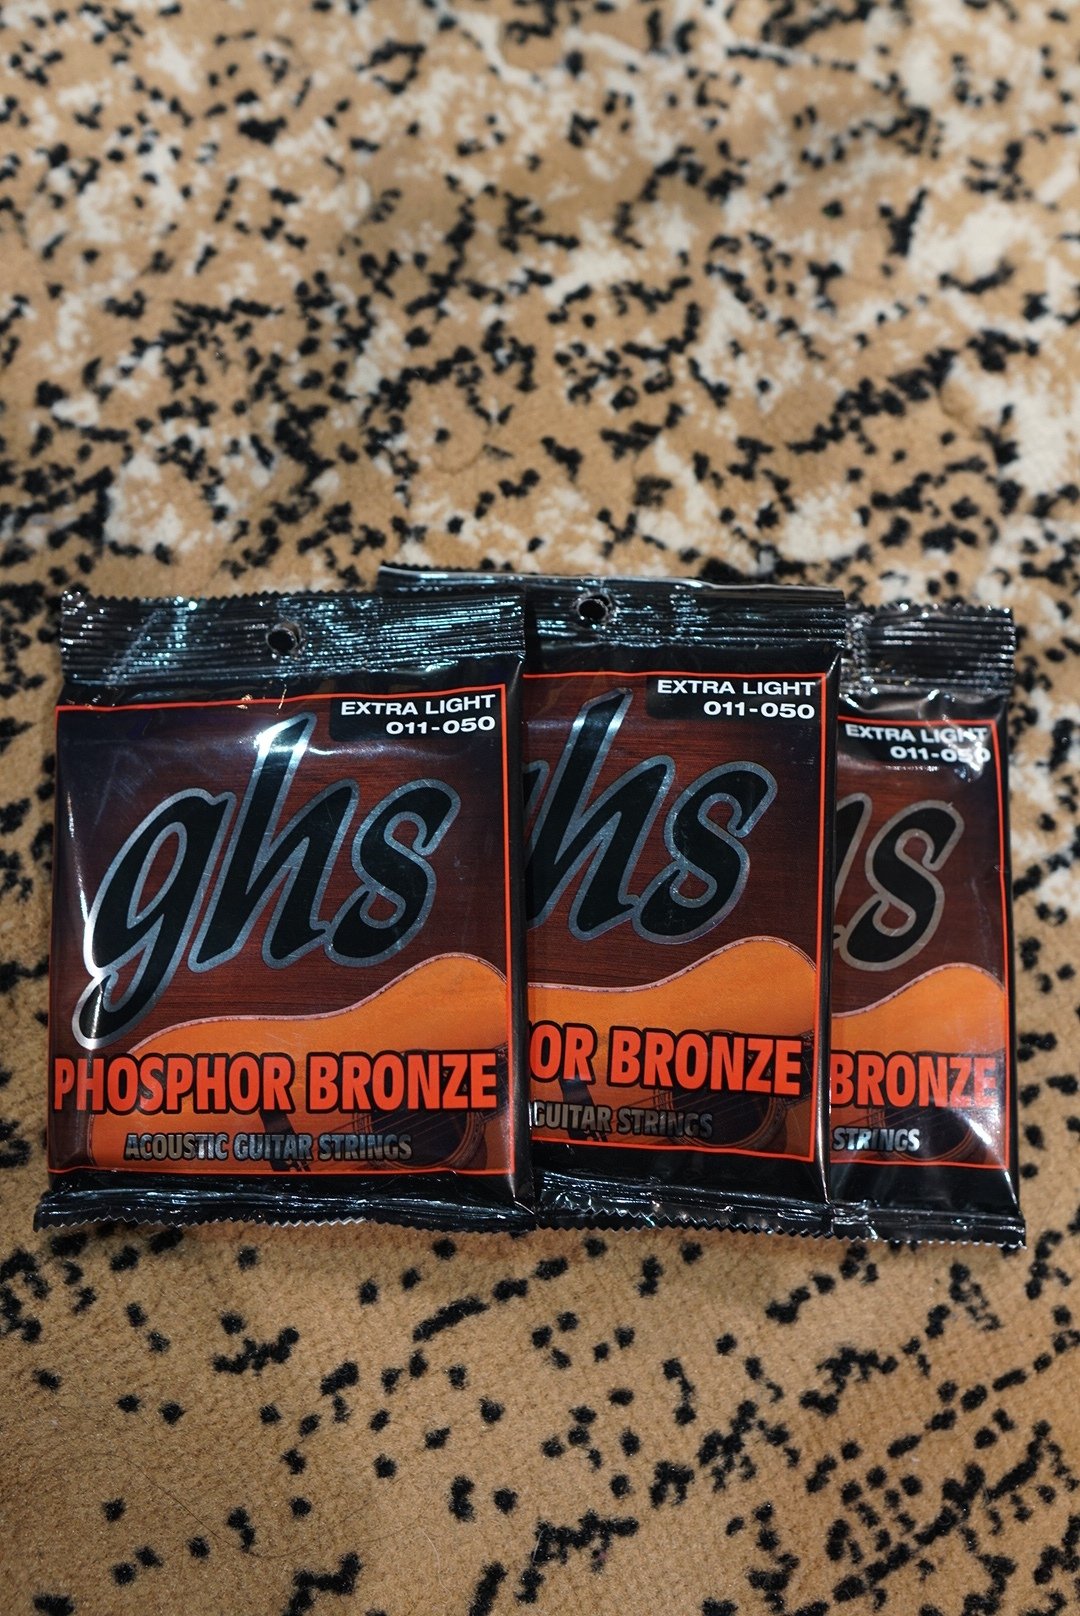 EXTRA LIGHT
011-050
ghs
PHOSPHOR BRONZE
ACOUSTIC GUITAR STRINGS
EXTRA LIGHT
011-050
hs
OR BRONZE
GUITAR STRINGS
EXTRA LIGHT
011-050
s
BRONZE
STRINGS